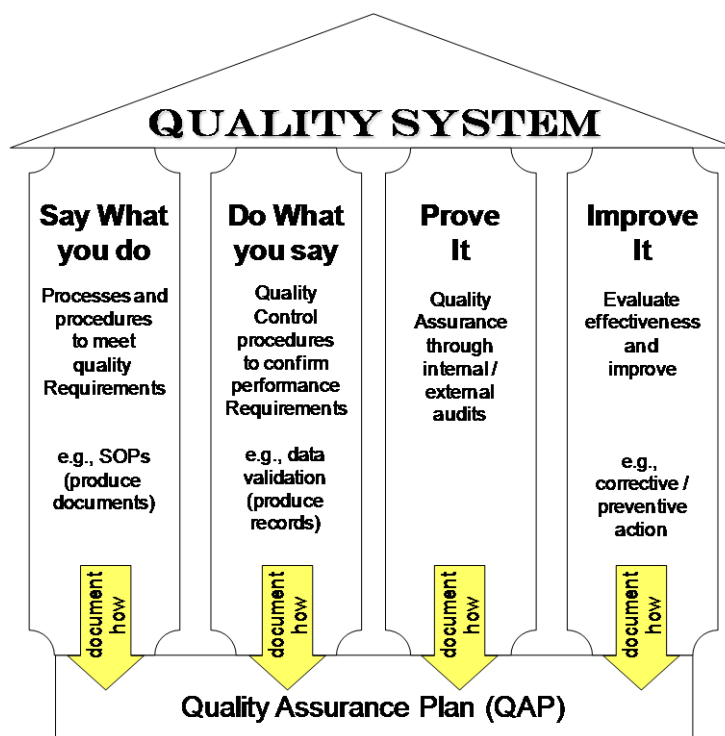 QUALITY SYSTEM
Say What
you do
Processes and
procedures
to meet
quality
Requirements
e.g., SOPs
(produce
documents)
document
how
Do What
you say
Quality
Control
procedures
to confirm
performance
Requirements
e.g., data
validation
(produce
records)
document
how
Prove
It
Quality
Assurance
through
internal /
external
audits
document
how
Improve
It
Evaluate
effectiveness
and
improve
e.g.,
corrective /
preventive
action
document
how
Quality Assurance Plan (QAP)